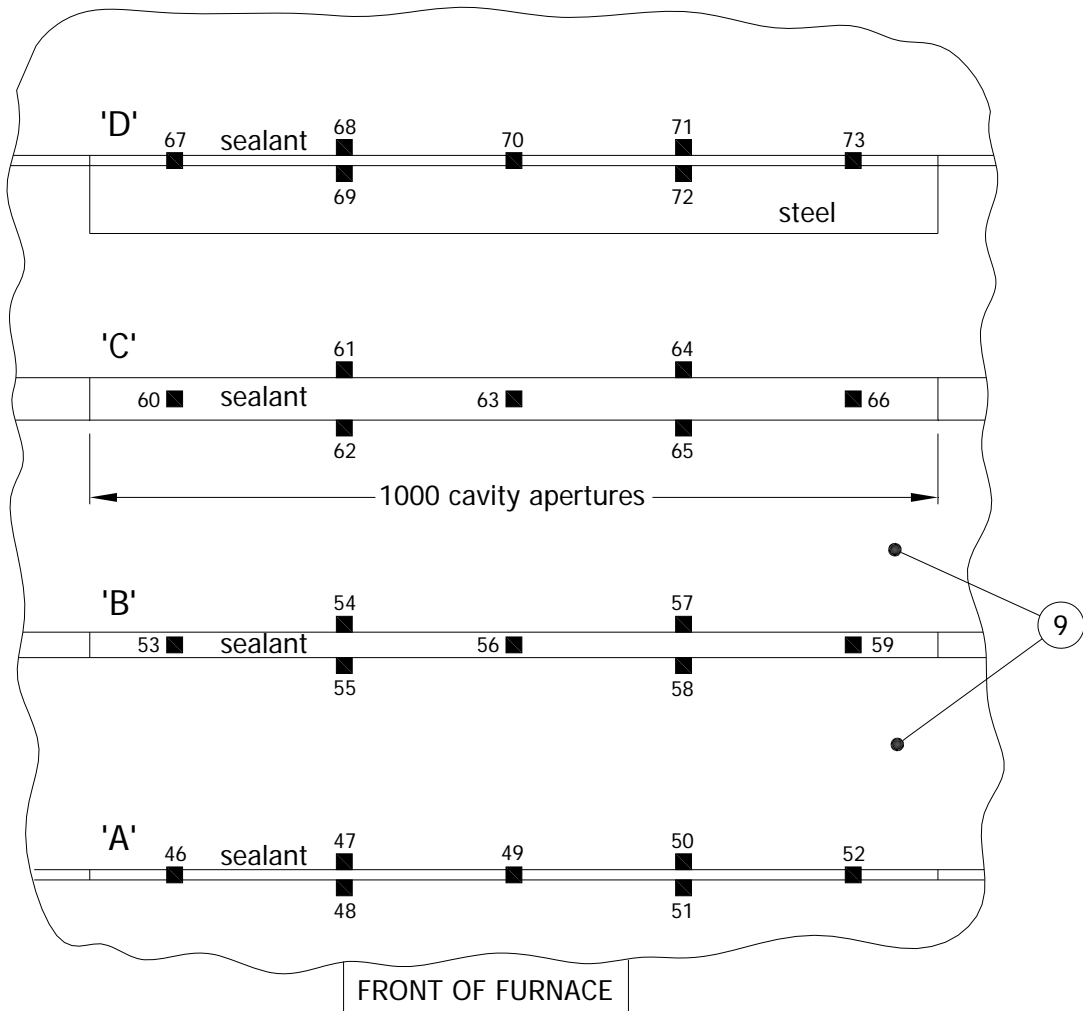 'D'
67 sealant 68 70 71 73
69 72
steel
'C'
61 64
60 sealant 63 66
62 65
1000 cavity apertures
'B'
54 57
53 sealant 56 59
55 58
9
'A'
46 sealant 47 49 50 52
48 51
FRONT OF FURNACE